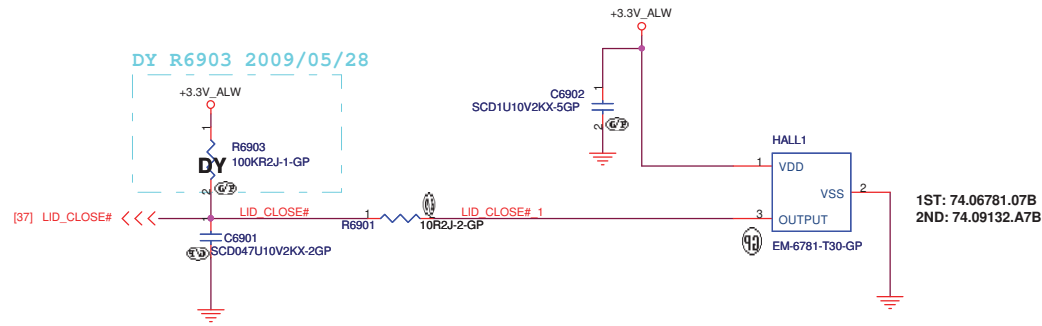 +3.3V_ALW
DY R6903 2009/05/28
+3.3V_ALW
1
C6902
SCD1U10V2KX-5GP
2
G/P
HALL1
1
R6903
100KR2J-1-GP
DY
2
G/P
1 VDD
VSS 2
1ST: 74.06781.07B
2ND: 74.09132.A7B
[37] LID_CLOSE#
1
LID_CLOSE#
1
R6901
10R2J-2-GP
LID_CLOSE#_1
3 OUTPUT
EM-6781-T30-GP
C6901
SCD047U10V2KX-2GP